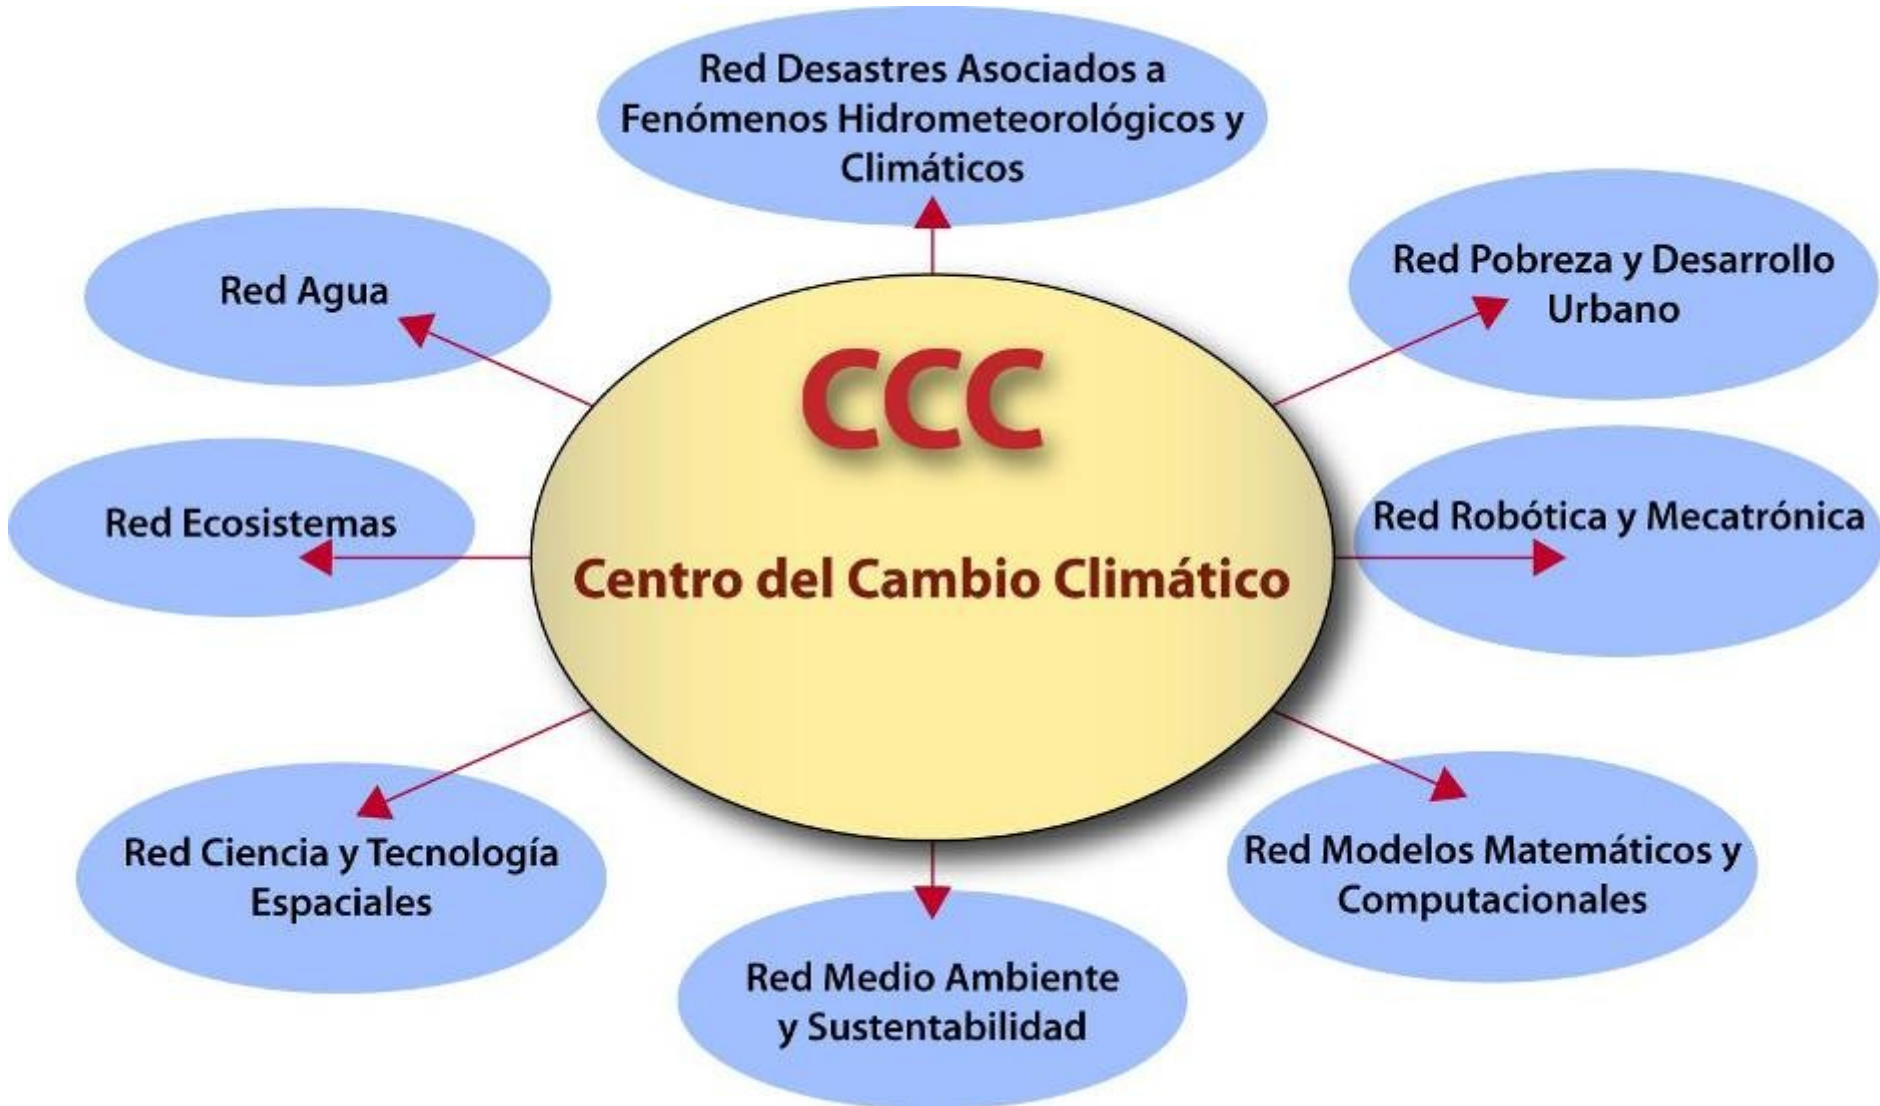 Red Desastres Asociados a
Fenómenos Hidrometeorológicos y
Climáticos
Red Pobreza y Desarrollo
Urbano
Red Agua
CCC
Red Robótica y Mecatrónica
Red Ecosistemas
Centro del Cambio Climático
Red Modelos Matemáticos y
Computacionales
Red Ciencia y Tecnología
Espaciales
Red Medio Ambiente
y Sustentabilidad